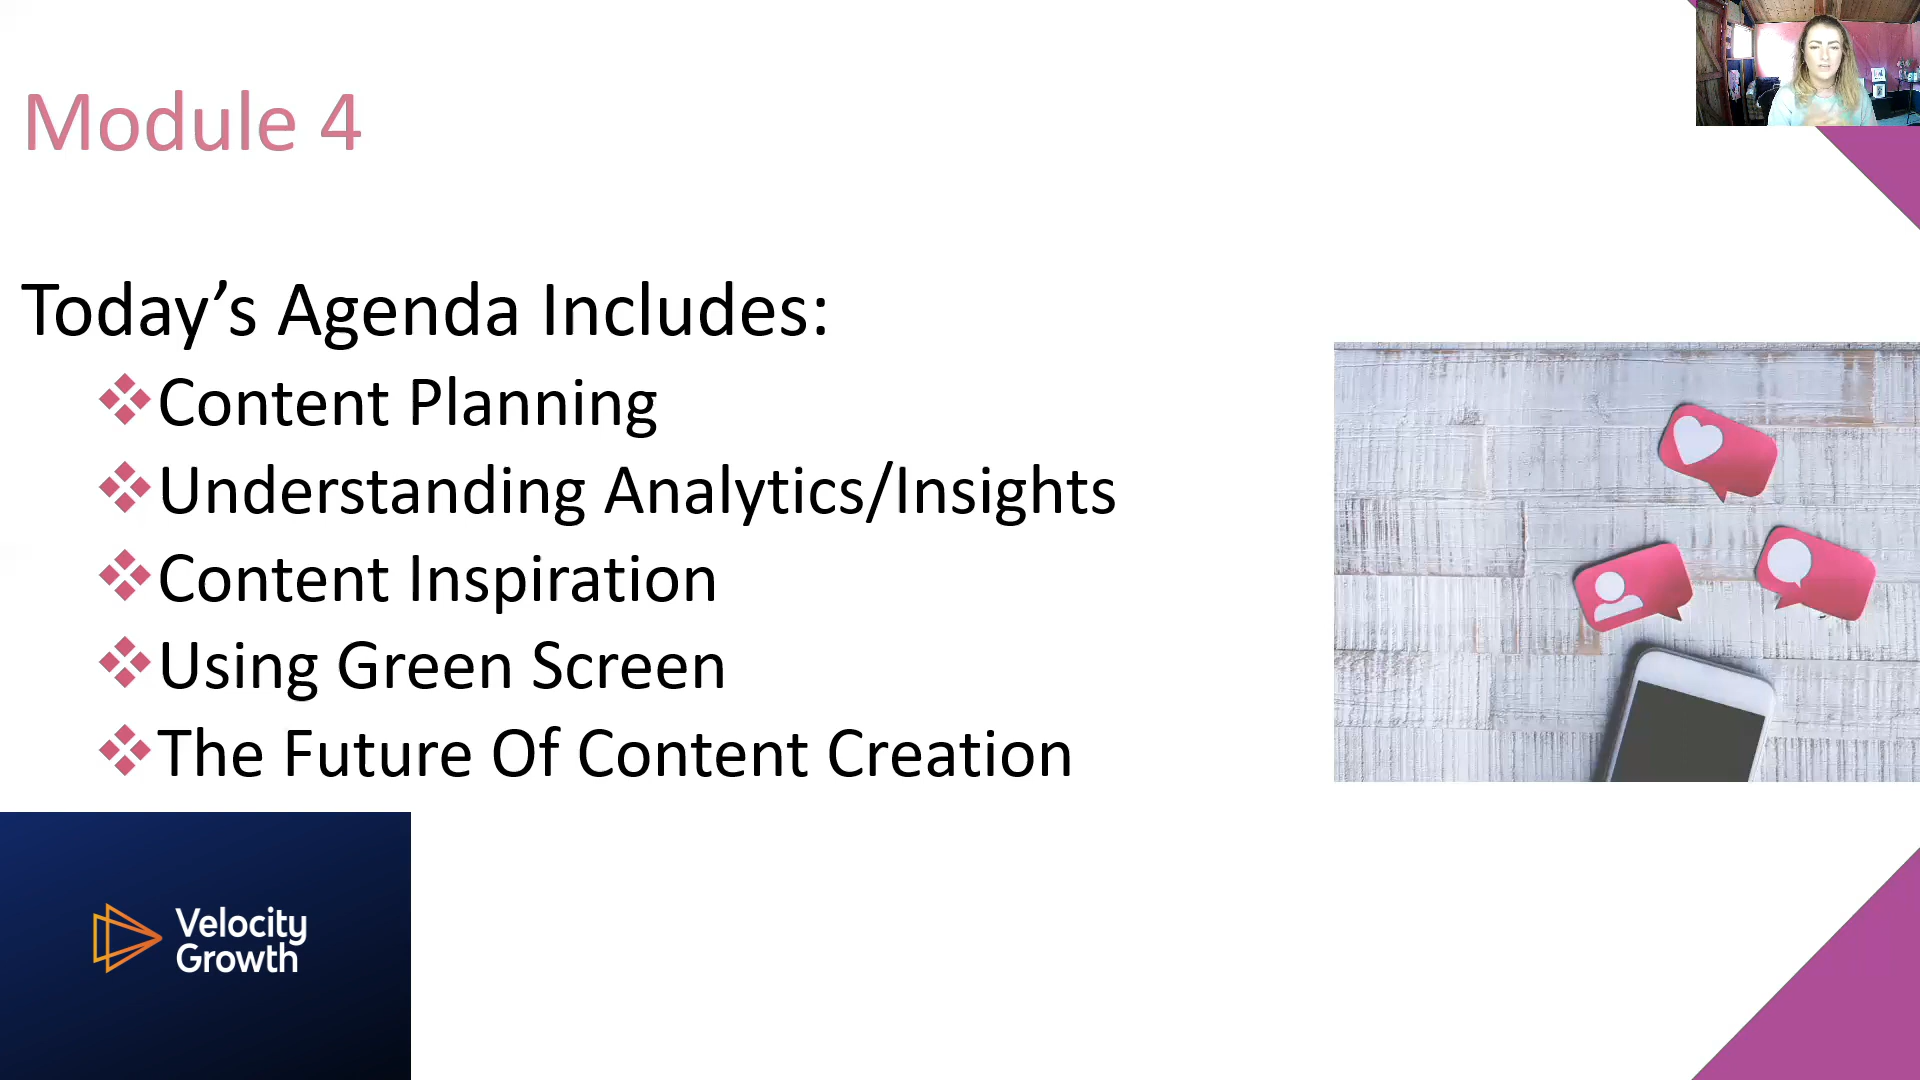 Module 4
Today’s Agenda Includes:
Content Planning
Understanding Analytics/Insights
Content Inspiration
Using Green Screen
The Future Of Content Creation
Velocity
Growth